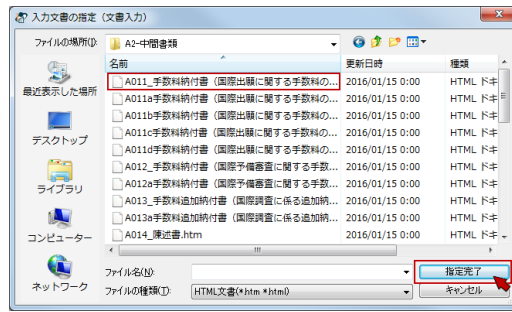 入力文書の指定（文書入力）
ファイルの場所(I):
A2-中間書類
名前
更新日時
種類
A011_手数料納付書（国際出願に関する手数料の...
2016/01/15 0:00
HTML ドキ
A011a手数料納付書（国際出願に関する手数料の...
2016/01/15 0:00
HTML ドキ
A011b手数料納付書（国際出願に関する手数料の...
2016/01/15 0:00
HTML ドキ
A011c手数料納付書（国際出願に関する手数料の...
2016/01/15 0:00
HTML ドキ
A011d手数料納付書（国際出願に関する手数料の...
2016/01/15 0:00
HTML ドキ
A012_手数料納付書（国際予備審査に関する手数...
2016/01/15 0:00
HTML ドキ
A012a手数料納付書（国際予備審査に関する手数...
2016/01/15 0:00
HTML ドキ
A013_手数料追加納付書（国際調査に係る追加納...
2016/01/15 0:00
HTML ドキ
A013a手数料追加納付書（国際調査に係る追加納...
2016/01/15 0:00
HTML ドキ
A014_陳述書.htm
2016/01/15 0:00
HTML ドキ
最近表示した場所
デスクトップ
ライブラリ
コンピューター
ネットワーク
ファイル名(N):
指定完了
ファイルの種類(T):
HTML文書(*.htm *.html)
キャンセル